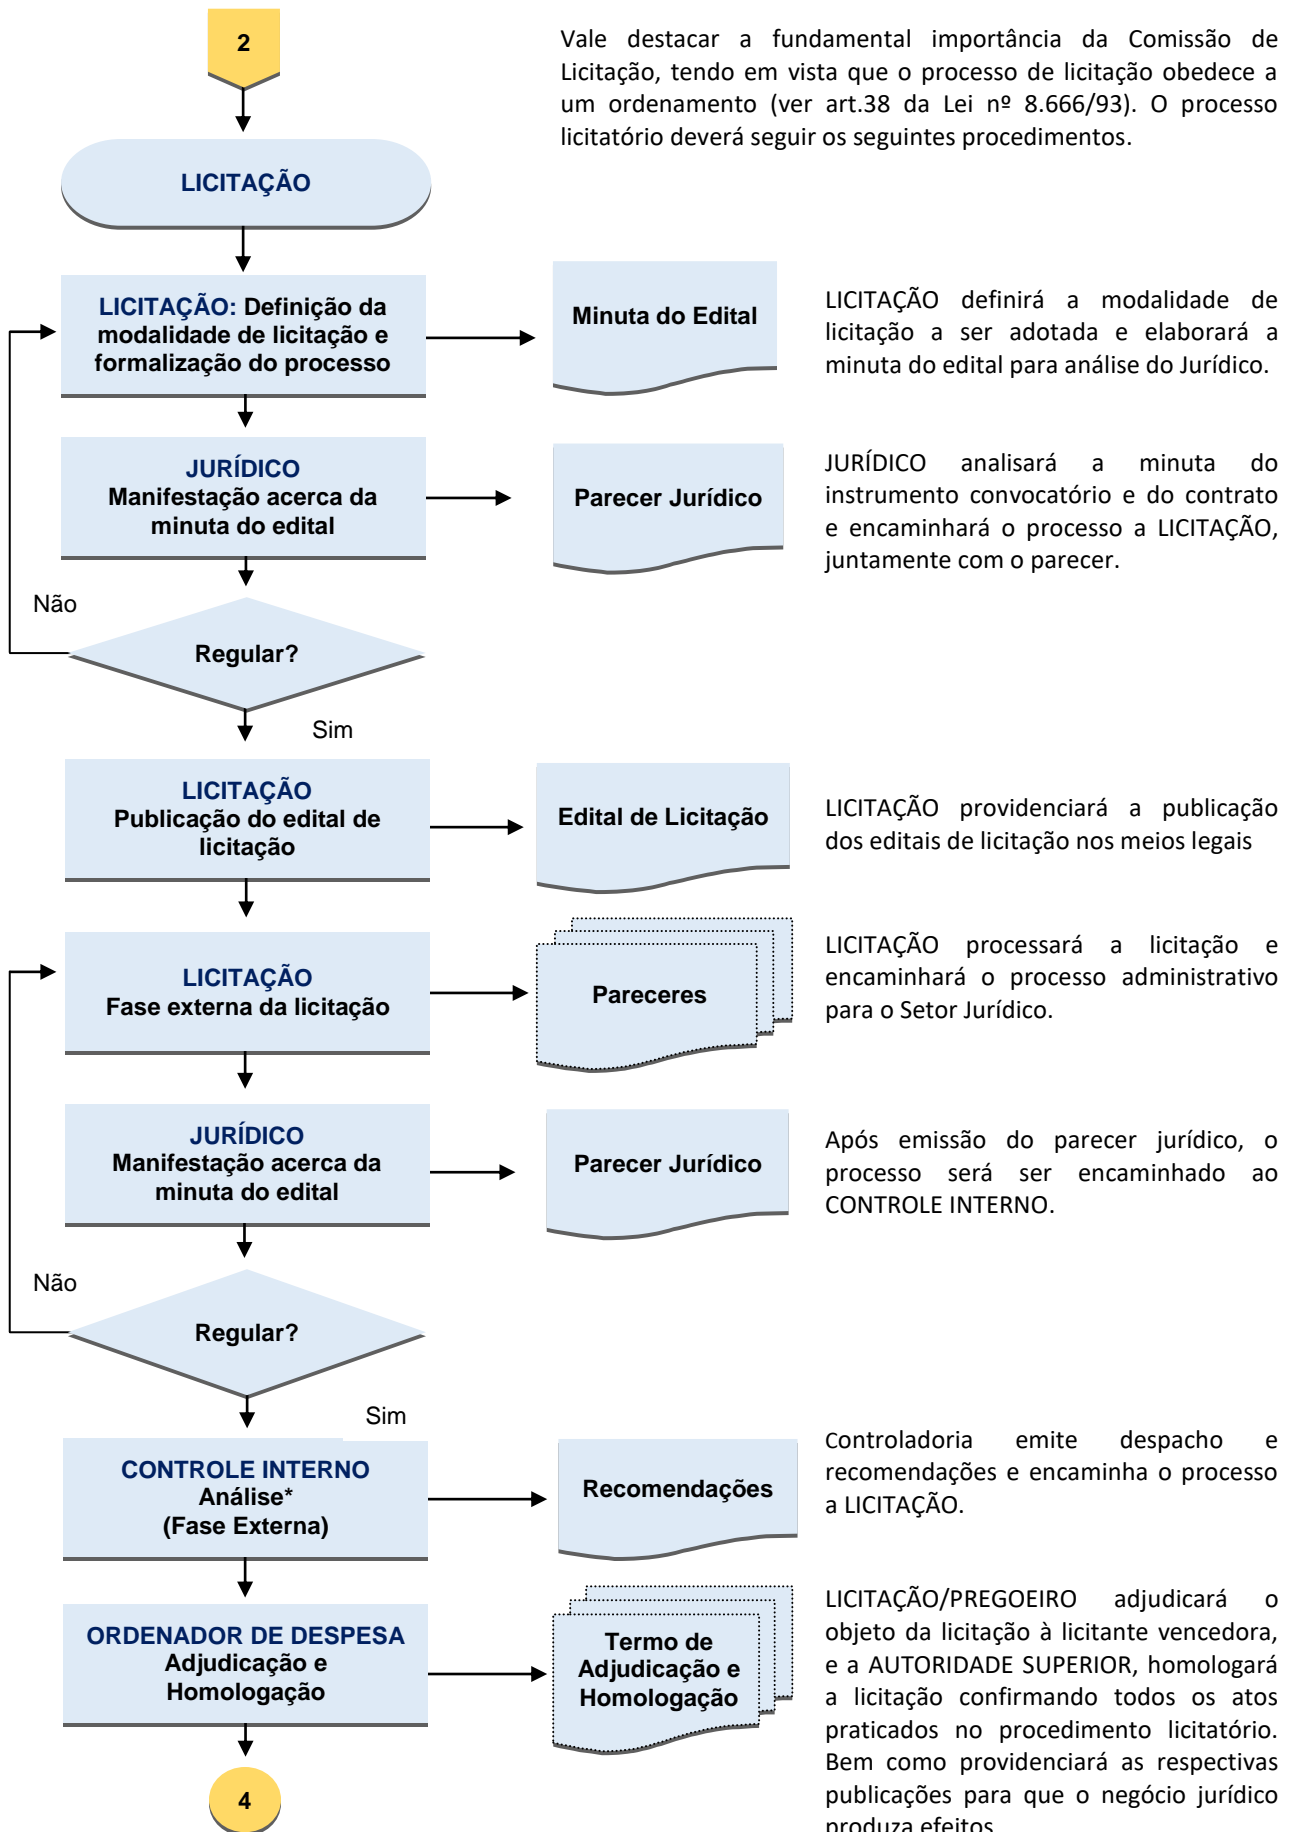 2
Vale destacar a fundamental importância da Comissão de
Licitação, tendo em vista que o processo de licitação obedece a
um ordenamento (ver art.38 da Lei nº 8.666/93). O processo
licitatório deverá seguir os seguintes procedimentos.
LICITAÇÃO
LICITAÇÃO: Definição da
modalidade de licitação e
formalização do processo
Minuta do Edital
LICITAÇÃO definirá a modalidade de
licitação a ser adotada e elaborará a
minuta do edital para análise do Jurídico.
JURÍDICO
Manifestação acerca da
minuta do edital
Parecer Jurídico
JURÍDICO analisará a minuta do
instrumento convocatório e do contrato
e encaminhará o processo a LICITAÇÃO,
juntamente com o parecer.
Não
Regular?
Sim
LICITAÇÃO
Publicação do edital de
licitação
Edital de Licitação
LICITAÇÃO providenciará a publicação
dos editais de licitação nos meios legais
LICITAÇÃO
Fase externa da licitação
Pareceres
LICITAÇÃO processará a licitação e
encaminhará o processo administrativo
para o Setor Jurídico.
JURÍDICO
Manifestação acerca da
minuta do edital
Parecer Jurídico
Após emissão do parecer jurídico, o
processo será ser encaminhado ao
CONTROLE INTERNO.
Não
Regular?
Sim
CONTROLE INTERNO
Análise*
(Fase Externa)
Recomendações
Controladoria emite despacho e
recomendações e encaminha o processo
a LICITAÇÃO.
ORDENADOR DE DESPESA
Adjudicação e
Homologação
Termo de
Adjudicação e
Homologação
LICITAÇÃO/PREGOEIRO adjudicará o
objeto da licitação à licitante vencedora,
e a AUTORIDADE SUPERIOR, homologará
a licitação confirmando todos os atos
praticados no procedimento licitatório.
Bem como providenciará as respectivas
publicações para que o negócio jurídico
produza efeitos
4